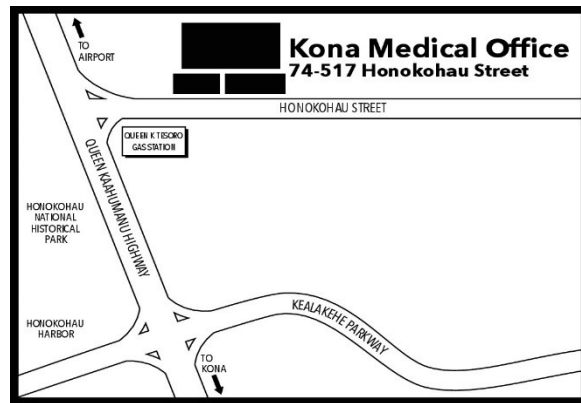 TO
AIRPORT
Kona Medical Office
74-517 Honokohau Street
HONOKOHAU STREET
QUEEN K TESORO
GAS STATION
QUEEN KAAHUMANU HIGHWAY
HONOKOHAU
NATIONAL
HISTORICAL
PARK
HONOKOHAU
HARBOR
KEALAKEHE PARKWAY
TO
KONA